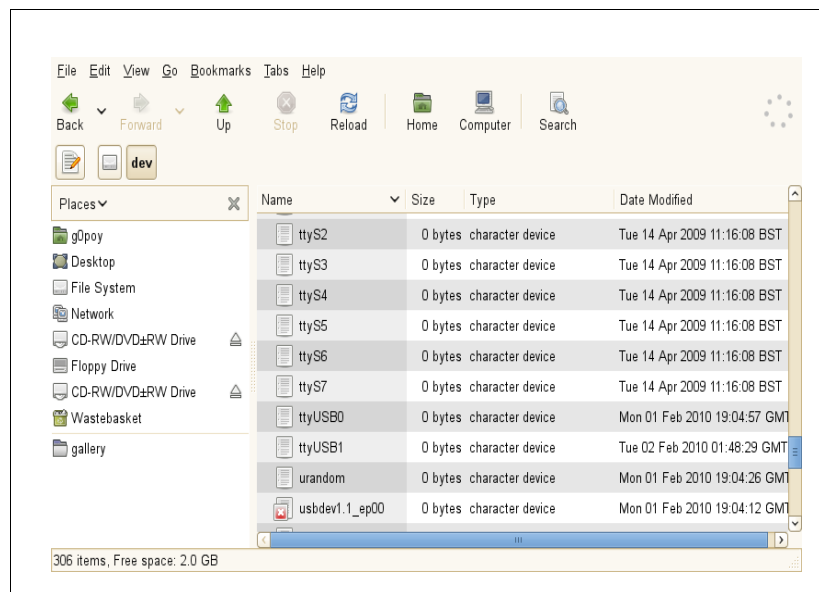 File Edit View Go Bookmarks Tabs Help
Back Forward Up Stop Reload Home Computer Search
dev
Places Name Size Type Date Modified
g0poy
Desktop
File System
Network
CD-RW/DVD±RW Drive
Floppy Drive
CD-RW/DVD±RW Drive
Wastebasket
gallery
ttyS2 0 bytes character device Tue 14 Apr 2009 11:16:08 BST
ttyS3 0 bytes character device Tue 14 Apr 2009 11:16:08 BST
ttyS4 0 bytes character device Tue 14 Apr 2009 11:16:08 BST
ttyS5 0 bytes character device Tue 14 Apr 2009 11:16:08 BST
ttyS6 0 bytes character device Tue 14 Apr 2009 11:16:08 BST
ttyS7 0 bytes character device Tue 14 Apr 2009 11:16:08 BST
ttyUSB0 0 bytes character device Mon 01 Feb 2010 19:04:57 GMT
ttyUSB1 0 bytes character device Tue 02 Feb 2010 01:48:29 GMT
urandom 0 bytes character device Mon 01 Feb 2010 19:04:26 GMT
usbdev1.1_ep00 0 bytes character device Mon 01 Feb 2010 19:04:12 GMT
306 items, Free space: 2.0 GB